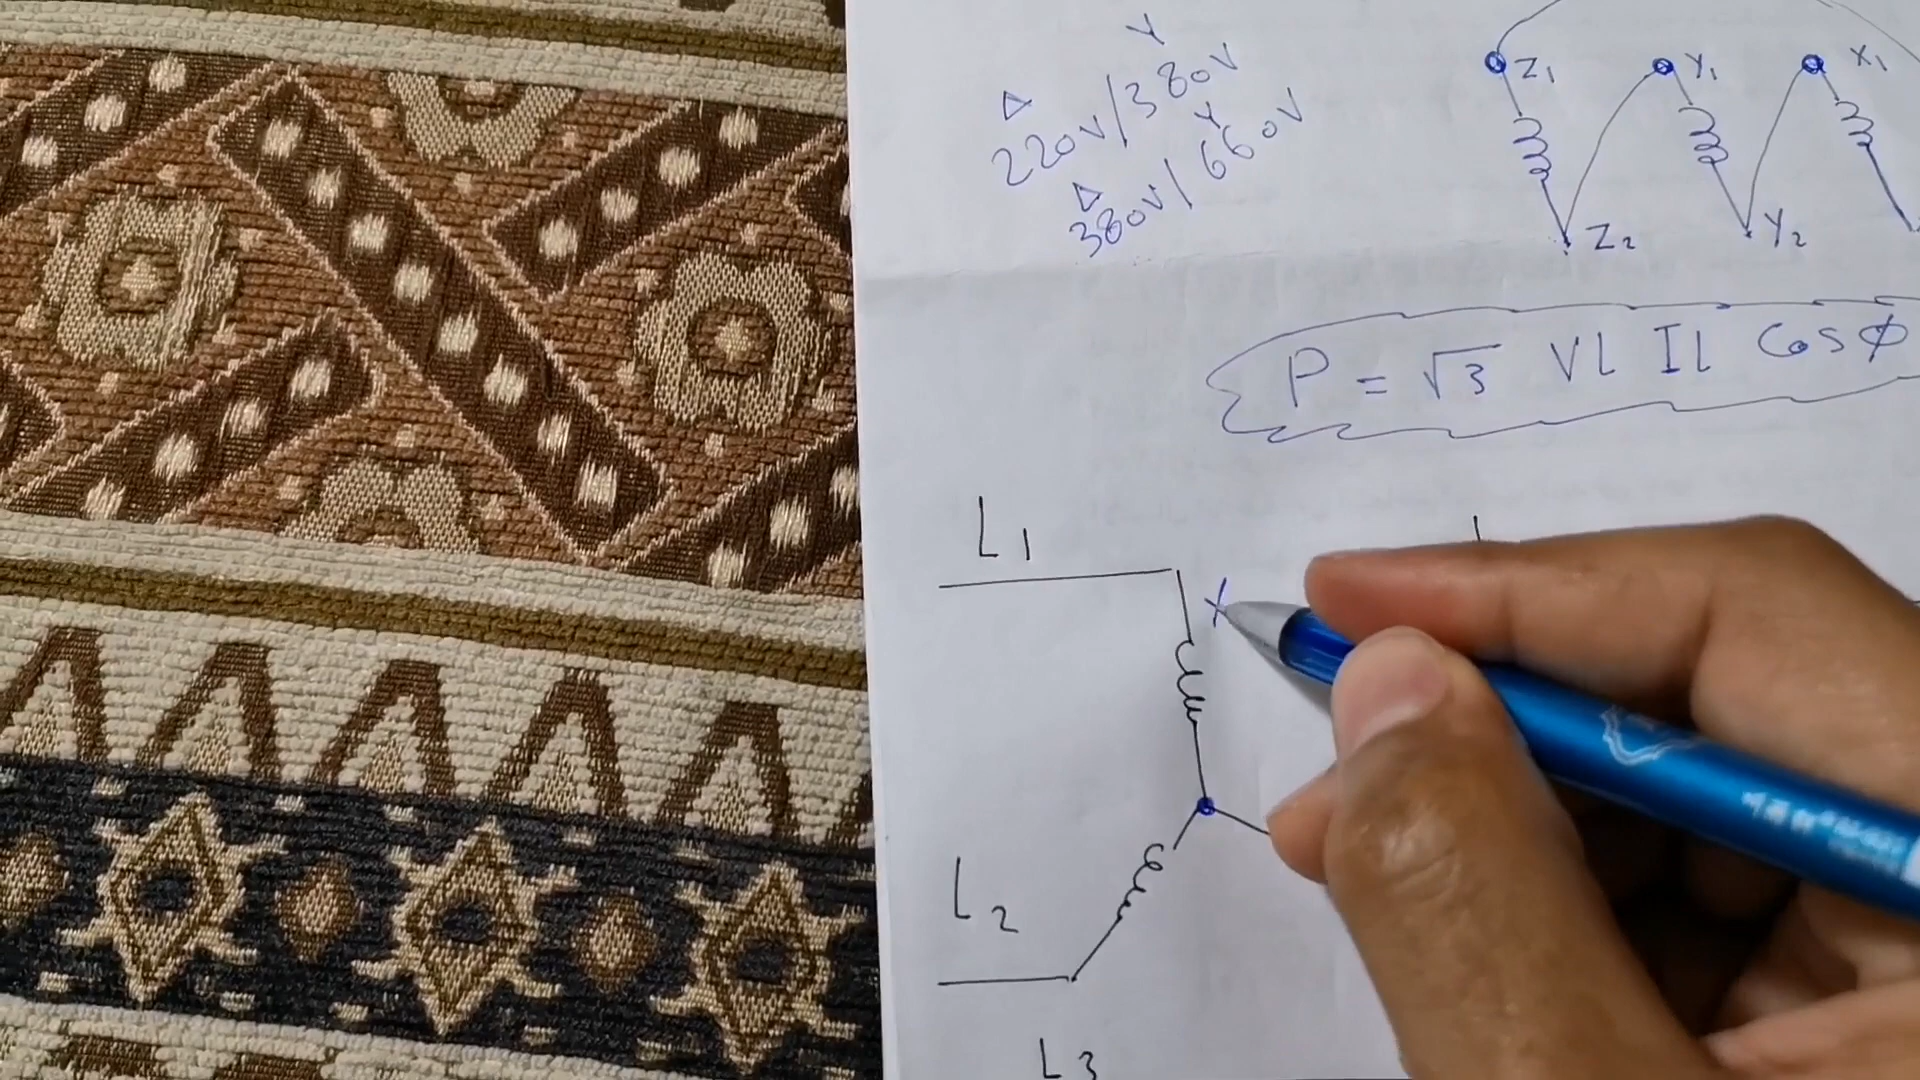 Y
Δ
220V/380V
Δ Y
380V/660V
Z1 Y1 X1
Z2 Y2
P = √3 VL IL Cosϕ
L1
X
L2
L3